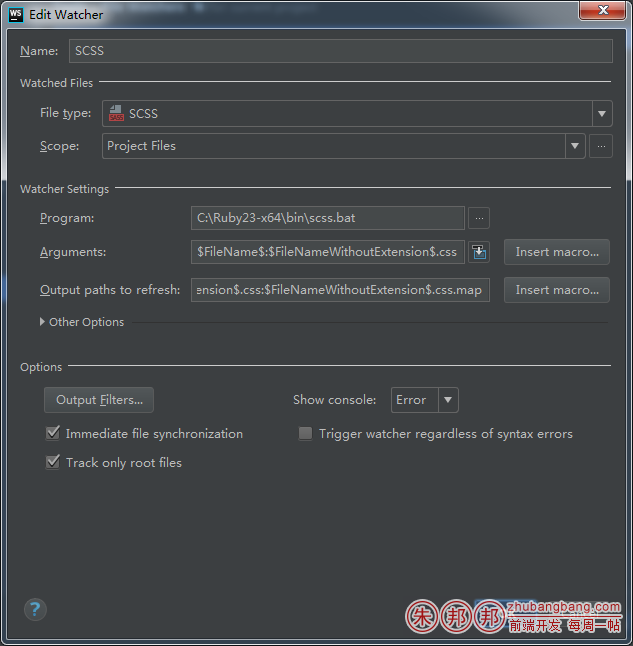 WS Edit Watcher
Name: SCSS
Watched Files
File type: SASS SCSS
Scope: Project Files ...
Watcher Settings
Program: C:\Ruby23-x64\bin\scss.bat ...
Arguments: $FileName$:$FileNameWithoutExtension$.css Insert macro...
Output paths to refresh: ension$.css:$FileNameWithoutExtension$.css.map Insert macro...
Other Options
Options
Output Filters... Show console: Error
Immediate file synchronization Trigger watcher regardless of syntax errors
Track only root files
?
朱邦邦 zhubangbang.com
前端开发 每周一帖